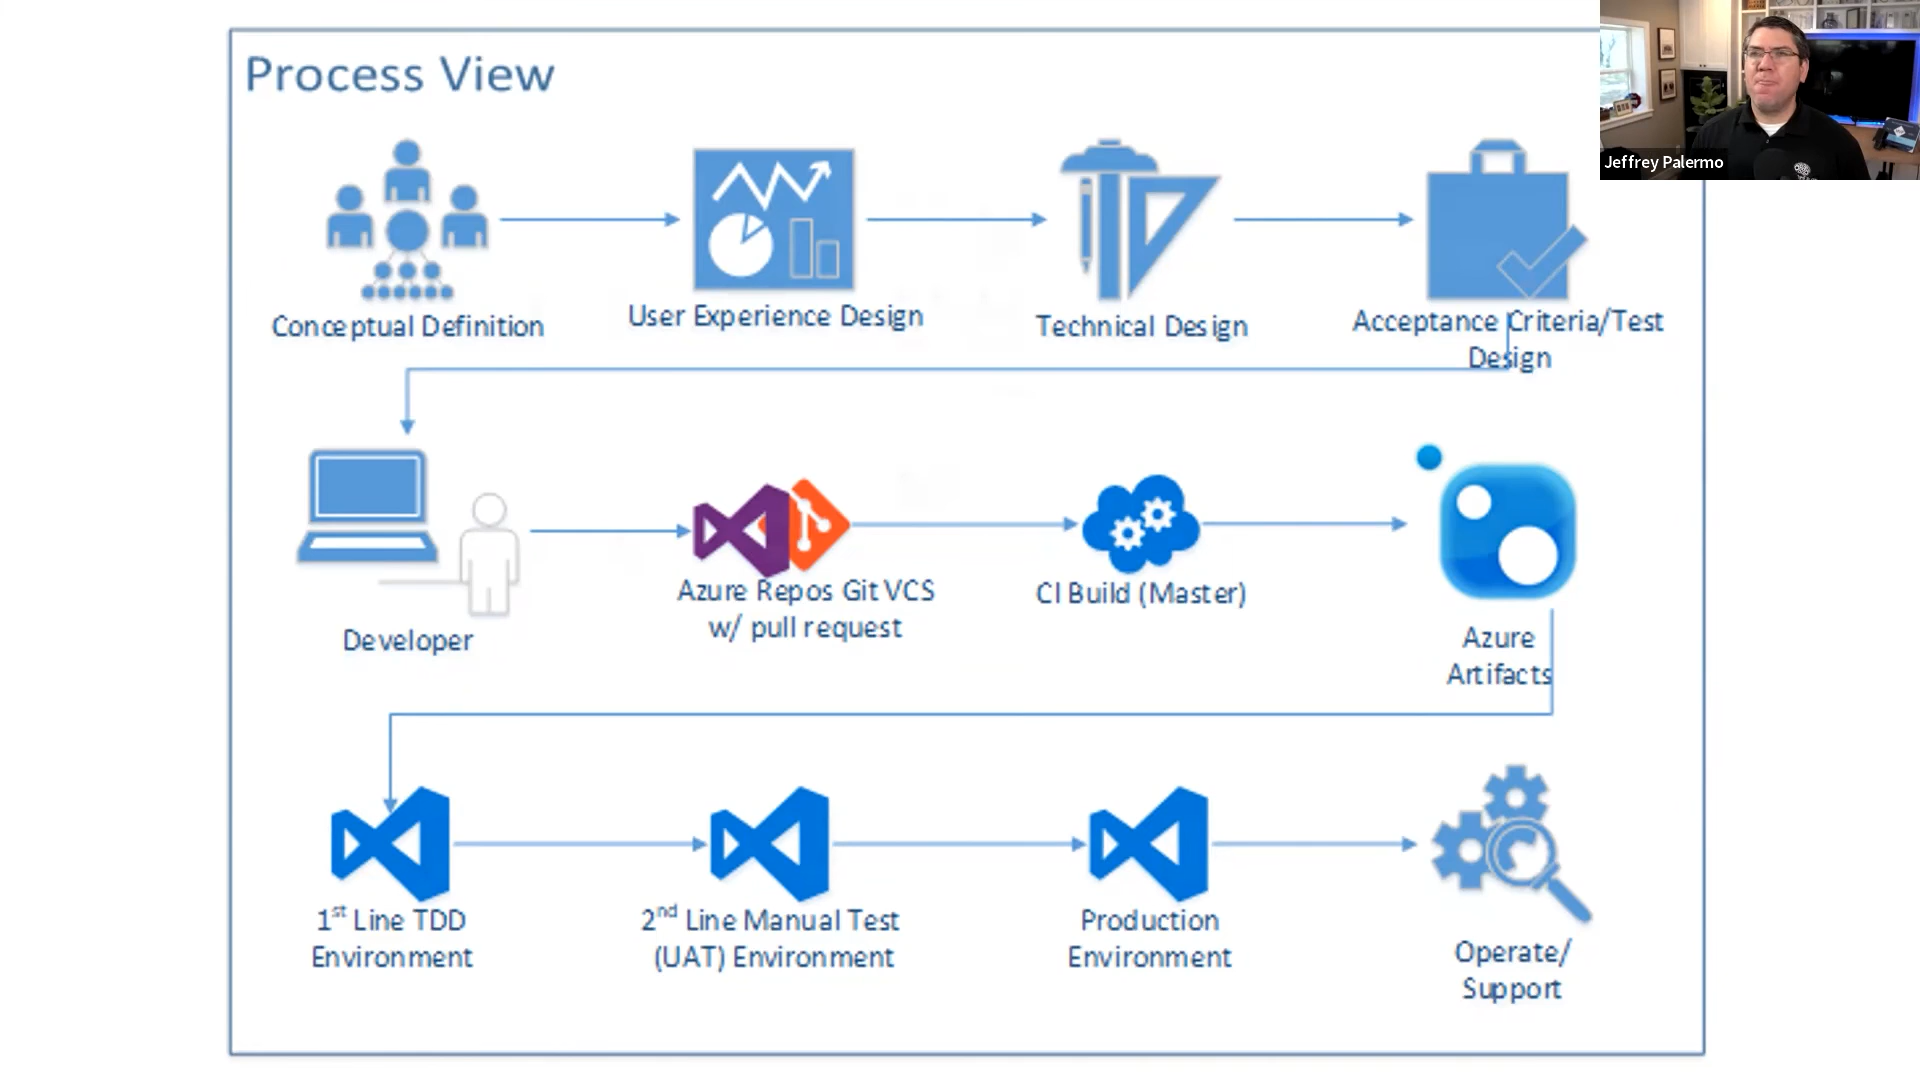 Process View
Jeffrey Palermo
Conceptual Definition
User Experience Design
Technical Design
Acceptance Criteria/Test
Design
Developer
Azure Repos Git VCS
w/ pull request
CI Build (Master)
Azure
Artifacts
1st Line TDD
Environment
2nd Line Manual Test
(UAT) Environment
Production
Environment
Operate/
Support